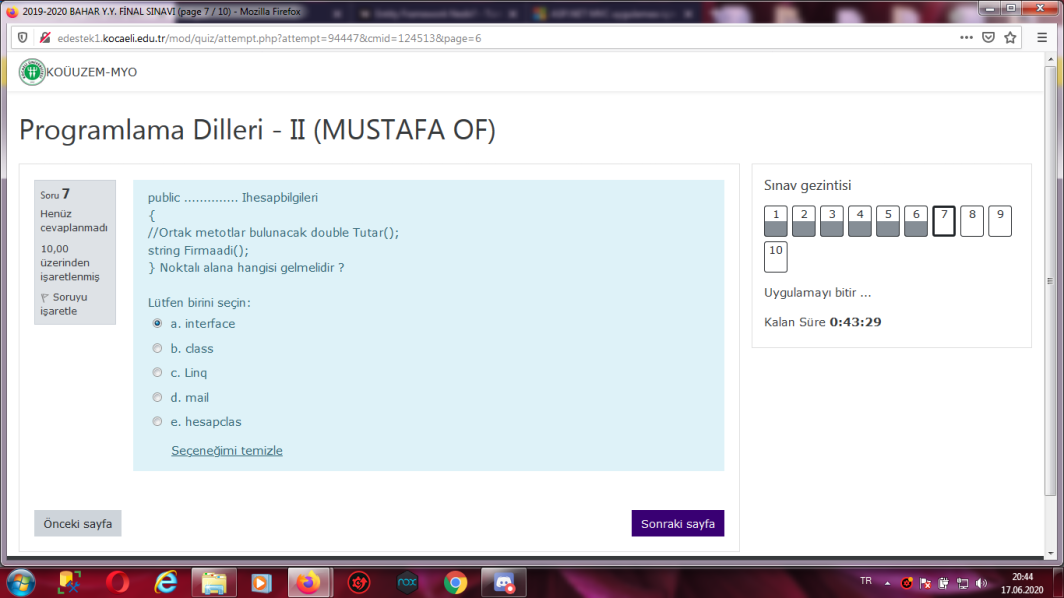 2019-2020 BAHAR Y.Y. FİNAL SINAVI (page 7 / 10) - Mozilla Firefox
edestek1.kocaeli.edu.tr/mod/quiz/attempt.php?attempt=94447&cmid=124513&page=6
KOÜUZEM-MYO
Programlama Dilleri - II (MUSTAFA OF)
Soru 7
Henüz
cevaplanmadı
10,00
üzerinden
işaretlenmiş
Soruyu
işaretle
public .............. Ihesapbilgileri
{
//Ortak metotlar bulunacak double Tutar();
string Firmaadi();
} Noktalı alana hangisi gelmelidir ?
Lütfen birini seçin:
a. interface
b. class
c. Linq
d. mail
e. hesapclas
Seçeneğimi temizle
Önceki sayfa
Sonraki sayfa
Sınav gezintisi
1 2 3 4 5 6 7 8 9
10
Uygulamayı bitir ...
Kalan Süre 0:43:29
nox
TR
20:44
17.06.2020